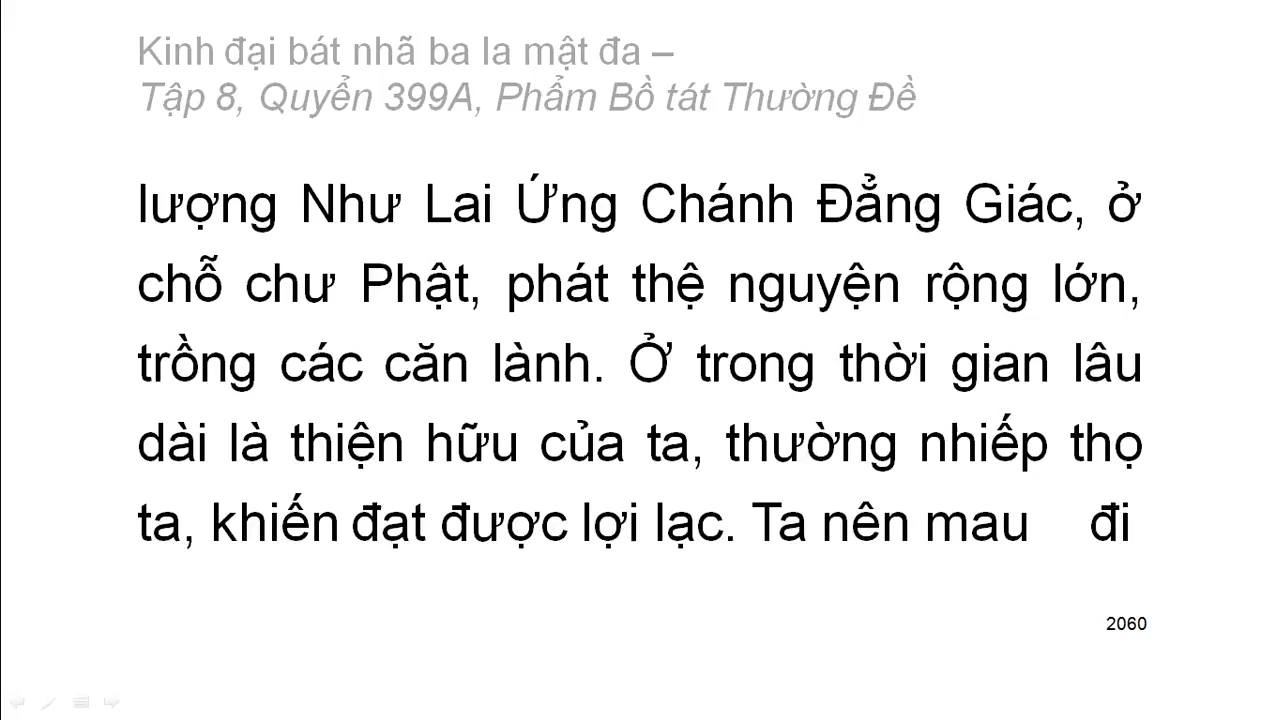 Kinh đại bát nhã ba la mật đa –
Tập 8, Quyển 399A, Phẩm Bồ tát Thường Đề
lượng Như Lai Ứng Chánh Đẳng Giác, ở
chỗ chư Phật, phát thệ nguyện rộng lớn,
trồng các căn lành. Ở trong thời gian lâu
dài là thiện hữu của ta, thường nhiếp thọ
ta, khiến đạt được lợi lạc. Ta nên mau đi
2060